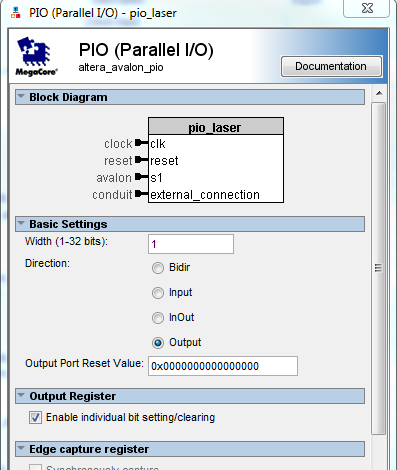 PIO (Parallel I/O) - pio_laser
PIO (Parallel I/O)
altera_avalon_pio
MegaCore®
Documentation
Block Diagram
pio_laser
clock clk
reset reset
avalon s1
conduit external_connection
Basic Settings
Width (1-32 bits): 1
Direction:
Bidir
Input
InOut
Output
Output Port Reset Value: 0x0000000000000000
Output Register
Enable individual bit setting/clearing
Edge capture register
Synchronously capture